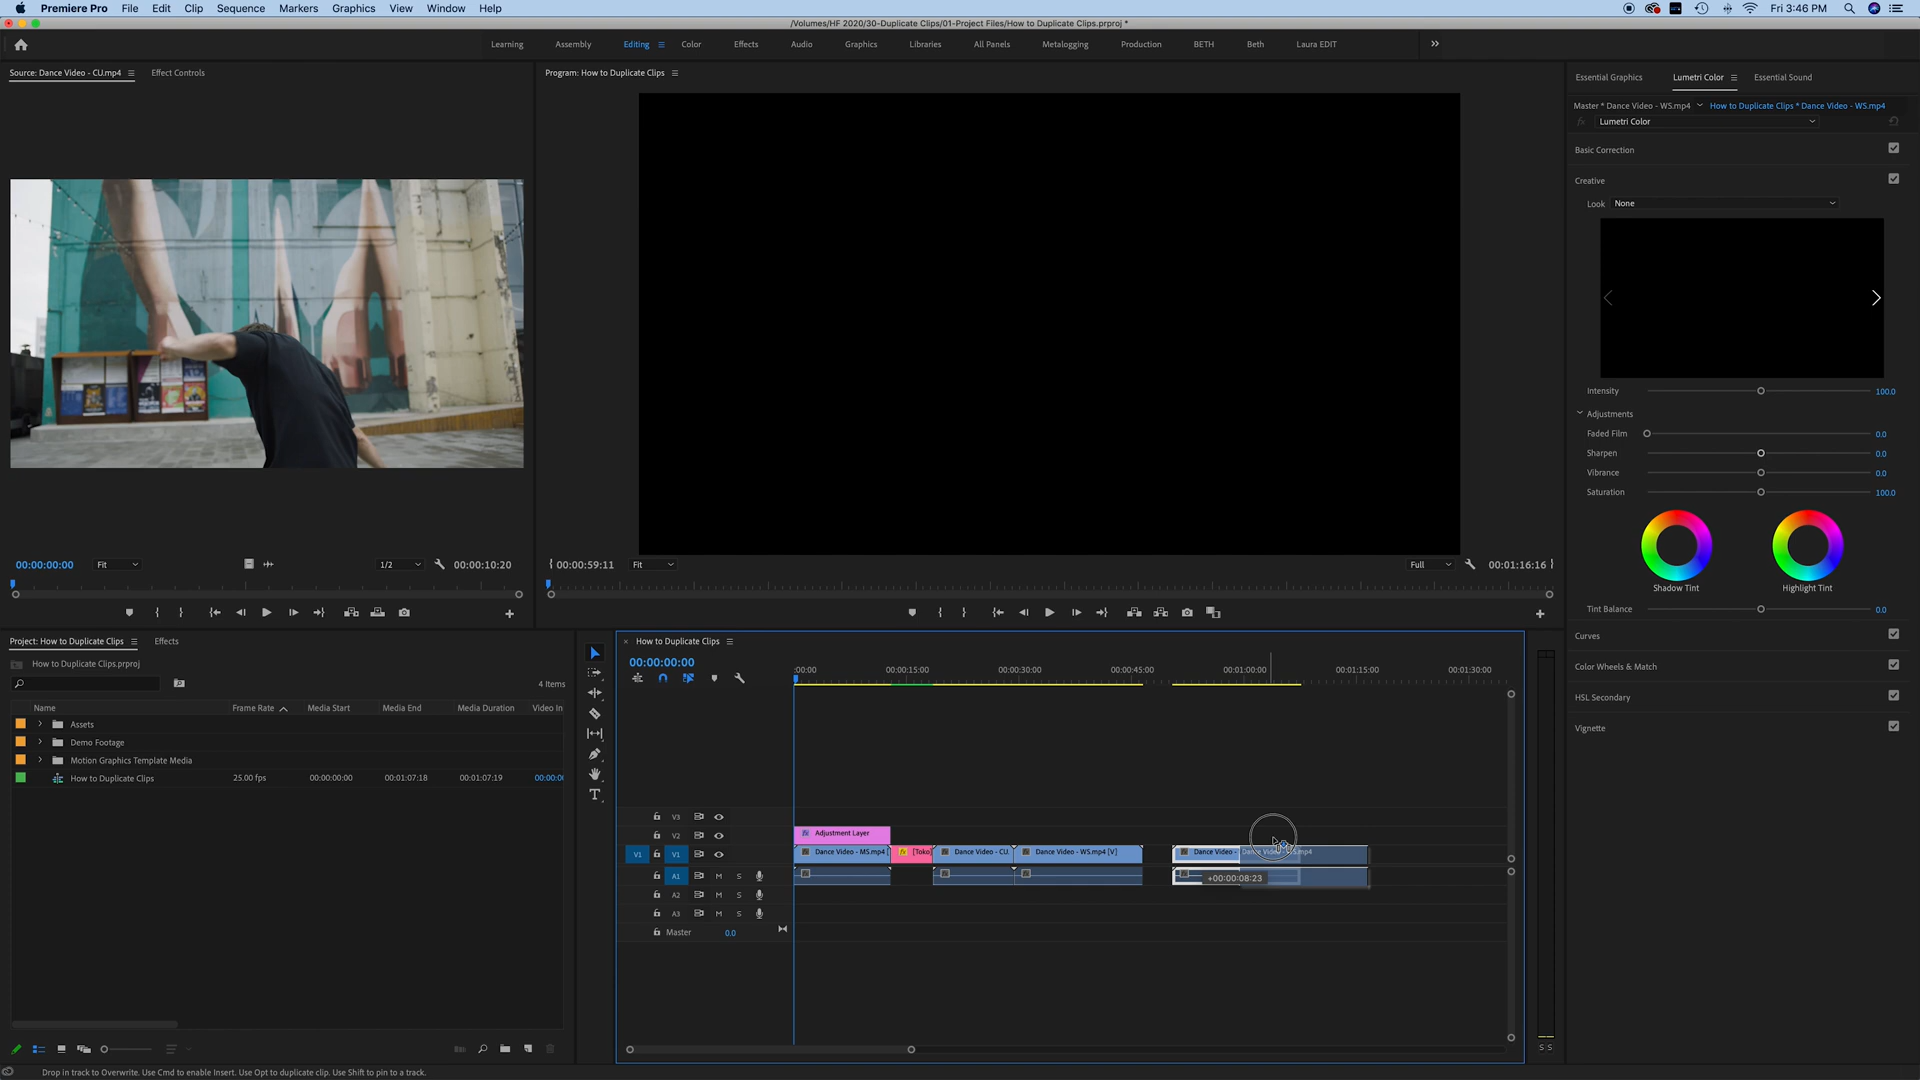 Premiere Pro File Edit Clip Sequence Markers Graphics View Window Help Fri 3:46 PM
/Volumes/HF 2020/30-Duplicate Clips/01-Project Files/How to Duplicate Clips.prproj *
Learning Assembly Editing Color Effects Audio Graphics Libraries All Panels Metalogging Production BETH Beth Laura EDIT
Source: Dance Video - CU.mp4 Effect Controls
Program: How to Duplicate Clips
Essential Graphics Lumetri Color Essential Sound
Master * Dance Video - WS.mp4 How to Duplicate Clips * Dance Video - WS.mp4
fx Lumetri Color
Basic Correction
Creative
Look None
Intensity 100.0
Adjustments
Faded Film 0.0
Sharpen 0.0
Vibrance 0.0
Saturation 100.0
Shadow Tint Highlight Tint
Tint Balance 0.0
Curves
Color Wheels & Match
HSL Secondary
Vignette
00:00:00:00 Fit 1/2 00:00:10:20
00:00:59:11 Fit Full 00:01:16:16
Project: How to Duplicate Clips Effects
How to Duplicate Clips.prproj
4 Items
Name Frame Rate Media Start Media End Media Duration Video In
Assets
Demo Footage
Motion Graphics Template Media
How to Duplicate Clips 25.00 fps 00:00:00:00 00:01:07:18 00:01:07:19 00:00:0
How to Duplicate Clips
00:00:00:00
:00:00 00:00:15:00 00:00:30:00 00:00:45:00 00:01:00:00 00:01:15:00 00:01:30:00
V3
V2 Adjustment Layer
V1 V1 Dance Video - MS.mp4 [ [Toko Dance Video - CU. Dance Video - WS.mp4 [V] Dance Video -
A1 M S +00:00:08:23
A2 M S
A3 M S
Master 0.0
S S
Drop in track to Overwrite. Use Cmd to enable Insert. Use Opt to duplicate clip. Use Shift to pin to a track.